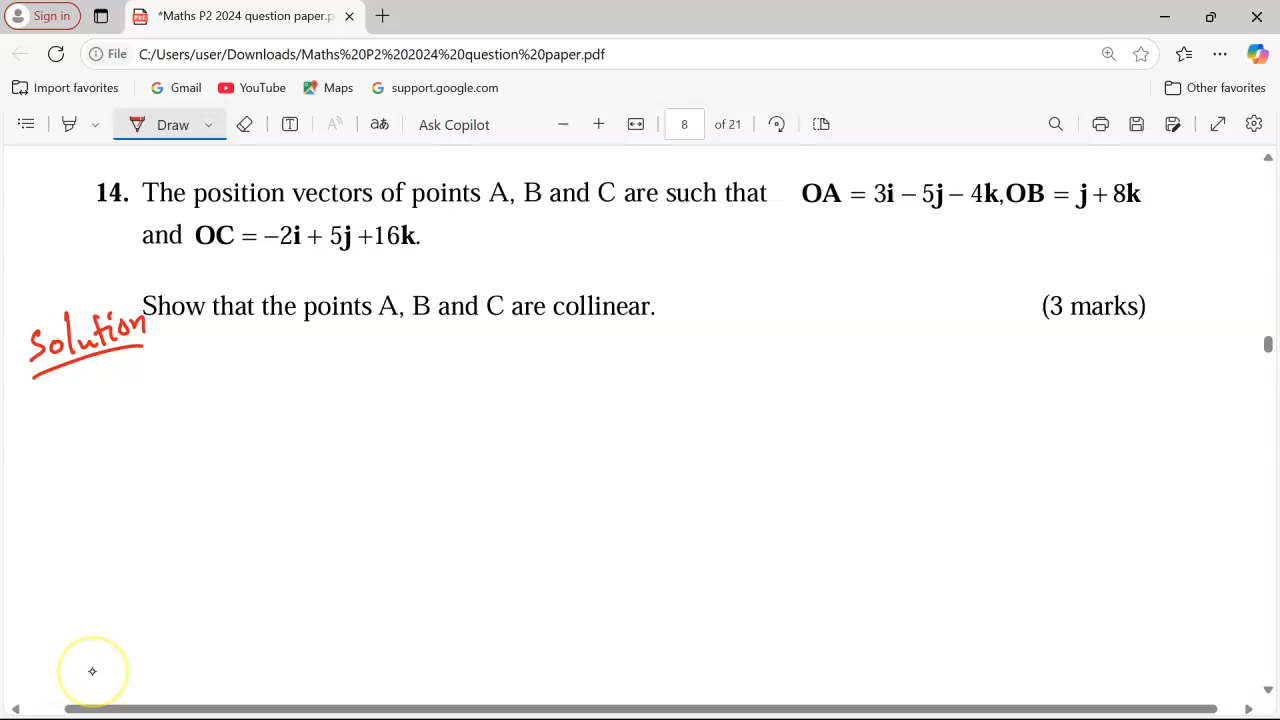 Sign in
*Maths P2 2024 question paper.p
File C:/Users/user/Downloads/Maths%20P2%202024%20question%20paper.pdf
Import favorites Gmail YouTube Maps support.google.com Other favorites
Draw aあ Ask Copilot 8 of 21
14. The position vectors of points A, B and C are such that OA = 3i − 5j − 4k, OB = j + 8k
and OC = −2i + 5j +16k.
Show that the points A, B and C are collinear. (3 marks)
Solution